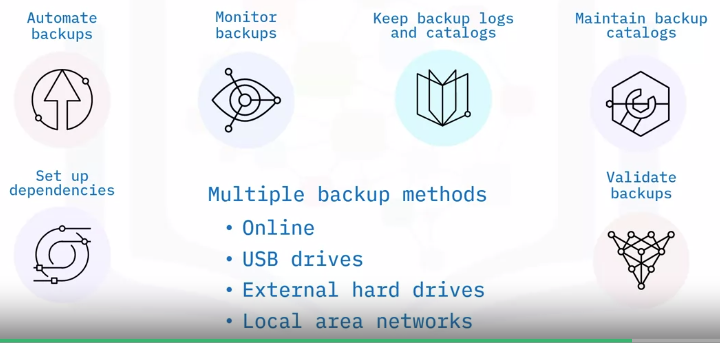 Automate
backups
Monitor
backups
Keep backup logs
and catalogs
Maintain backup
catalogs
Set up
dependencies
Multiple backup methods
• Online
• USB drives
• External hard drives
• Local area networks
Validate
backups